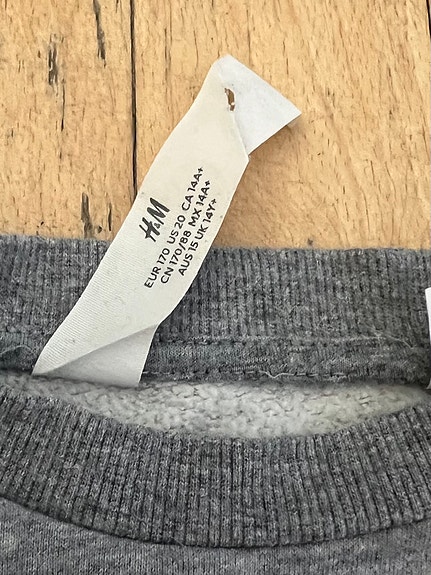 H&M
EUR 170 US 20 CA 14A+
CN 170/88 MX 14A+
AUS 15 UK 14Y+